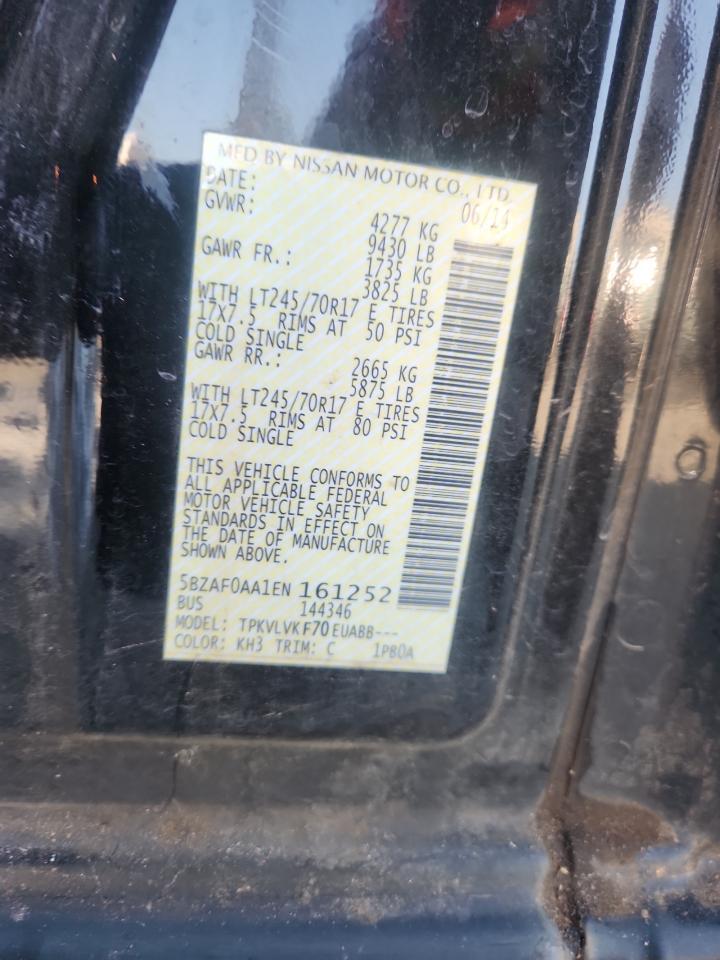 MFD BY NISSAN MOTOR CO., LTD.
DATE: 06/14
GVWR: 4277 KG
9430 LB
GAWR FR.: 1735 KG
3825 LB
WITH LT245/70R17 E TIRES
17X7.5 RIMS AT 50 PSI
COLD SINGLE
GAWR RR.: 2665 KG
5875 LB
WITH LT245/70R17 E TIRES
17X7.5 RIMS AT 80 PSI
COLD SINGLE
THIS VEHICLE CONFORMS TO
ALL APPLICABLE FEDERAL
MOTOR VEHICLE SAFETY
STANDARDS IN EFFECT ON
THE DATE OF MANUFACTURE
SHOWN ABOVE.
5BZAF0AA1EN 161252
BUS 144346
MODEL: TPKVLVKF70EUABB---
COLOR: KH3 TRIM: C 1PB0A